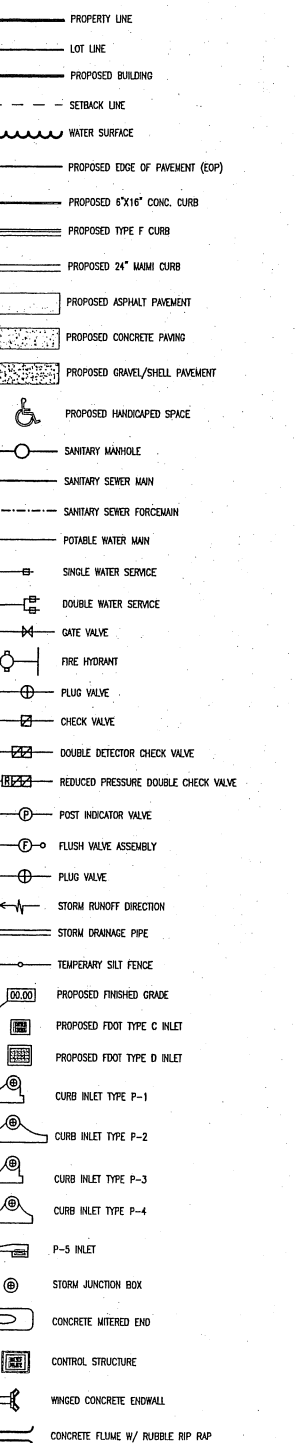 PROPERTY LINE
LOT LINE
PROPOSED BUILDING
SETBACK LINE
WATER SURFACE
PROPOSED EDGE OF PAVEMENT (EOP)
PROPOSED 6"X16" CONC. CURB
PROPOSED TYPE F CURB
PROPOSED 24" MAIMI CURB
PROPOSED ASPHALT PAVEMENT
PROPOSED CONCRETE PAVING
PROPOSED GRAVEL/SHELL PAVEMENT
PROPOSED HANDICAPED SPACE
SANITARY MANHOLE
SANITARY SEWER MAIN
SANITARY SEWER FORCEMAIN
POTABLE WATER MAIN
SINGLE WATER SERVICE
DOUBLE WATER SERVICE
GATE VALVE
FIRE HYDRANT
PLUG VALVE
CHECK VALVE
DOUBLE DETECTOR CHECK VALVE
R REDUCED PRESSURE DOUBLE CHECK VALVE
P POST INDICATOR VALVE
F FLUSH VALVE ASSEMBLY
PLUG VALVE
STORM RUNOFF DIRECTION
STORM DRAINAGE PIPE
TEMPERARY SILT FENCE
00.00 PROPOSED FINISHED GRADE
PROPOSED FDOT TYPE C INLET
PROPOSED FDOT TYPE D INLET
CURB INLET TYPE P-1
CURB INLET TYPE P-2
CURB INLET TYPE P-3
CURB INLET TYPE P-4
P-5 INLET
STORM JUNCTION BOX
CONCRETE MITERED END
CONTROL STRUCTURE
WINGED CONCRETE ENDWALL
CONCRETE FLUME W/ RUBBLE RIP RAP